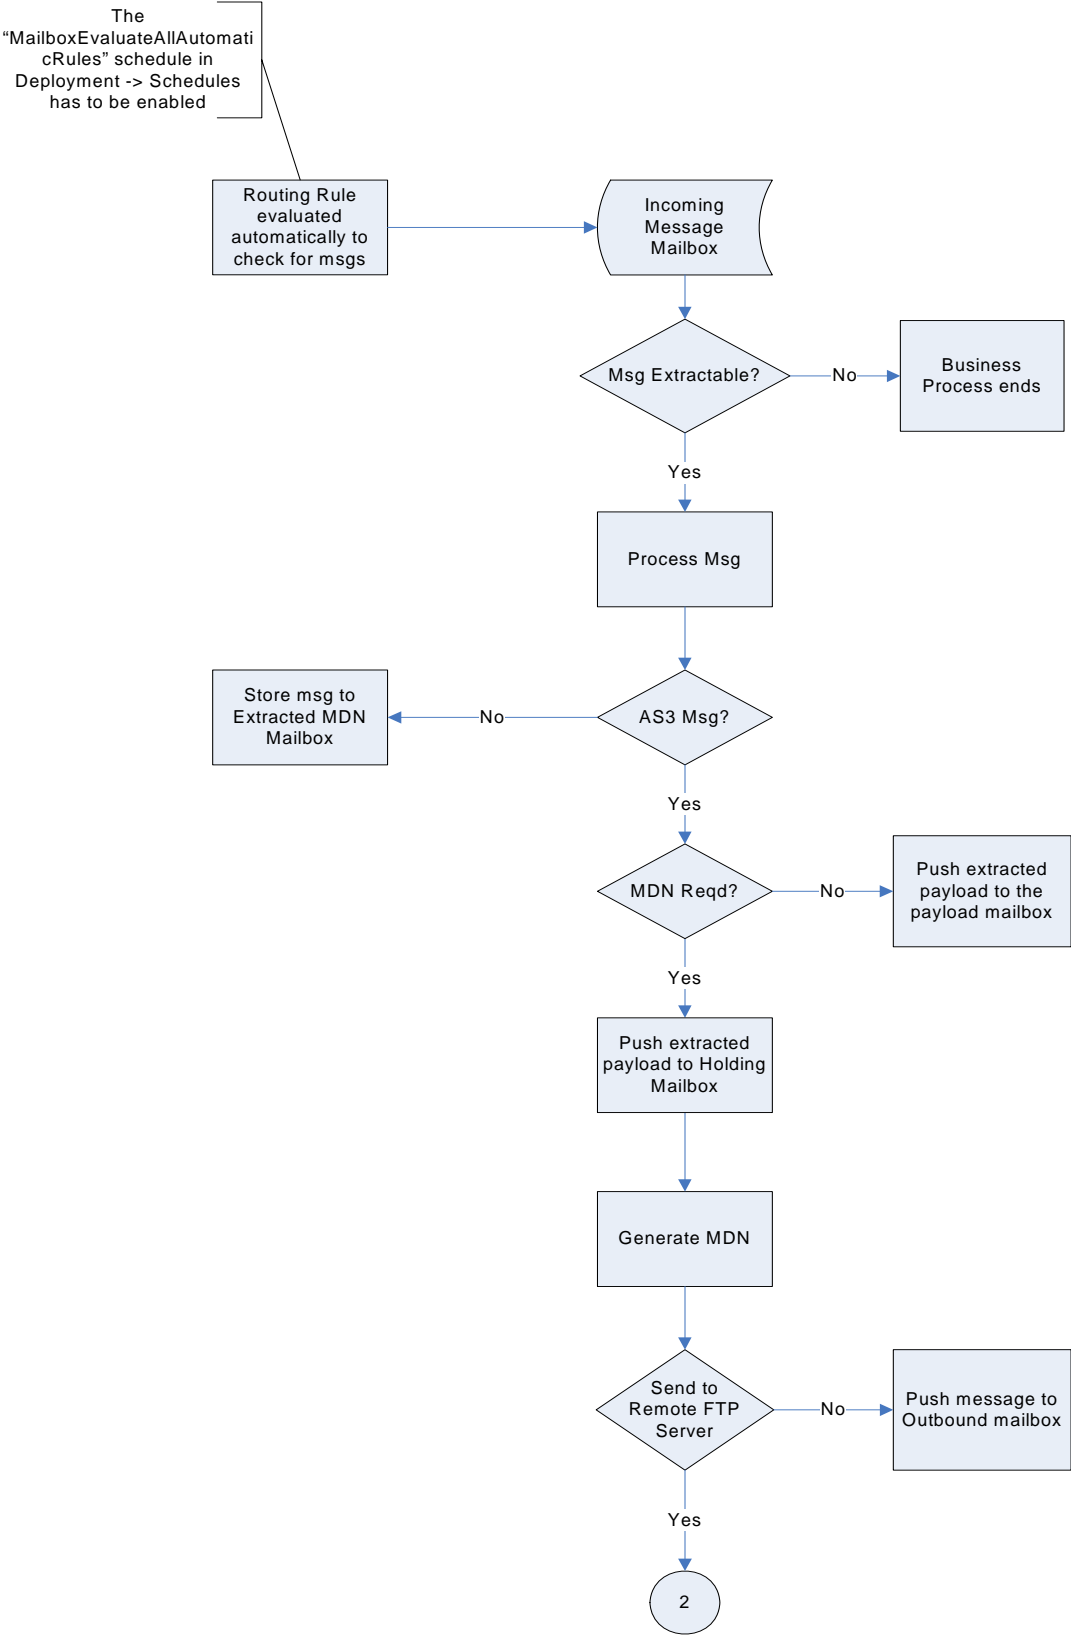 The
“MailboxEvaluateAllAutomati
cRules” schedule in
Deployment -> Schedules
has to be enabled
Routing Rule
evaluated
automatically to
check for msgs
Incoming
Message
Mailbox
Msg Extractable?
No
Business
Process ends
Yes
Process Msg
AS3 Msg?
No
Store msg to
Extracted MDN
Mailbox
Yes
MDN Reqd?
No
Push extracted
payload to the
payload mailbox
Yes
Push extracted
payload to Holding
Mailbox
Generate MDN
Send to
Remote FTP
Server
No
Push message to
Outbound mailbox
Yes
2